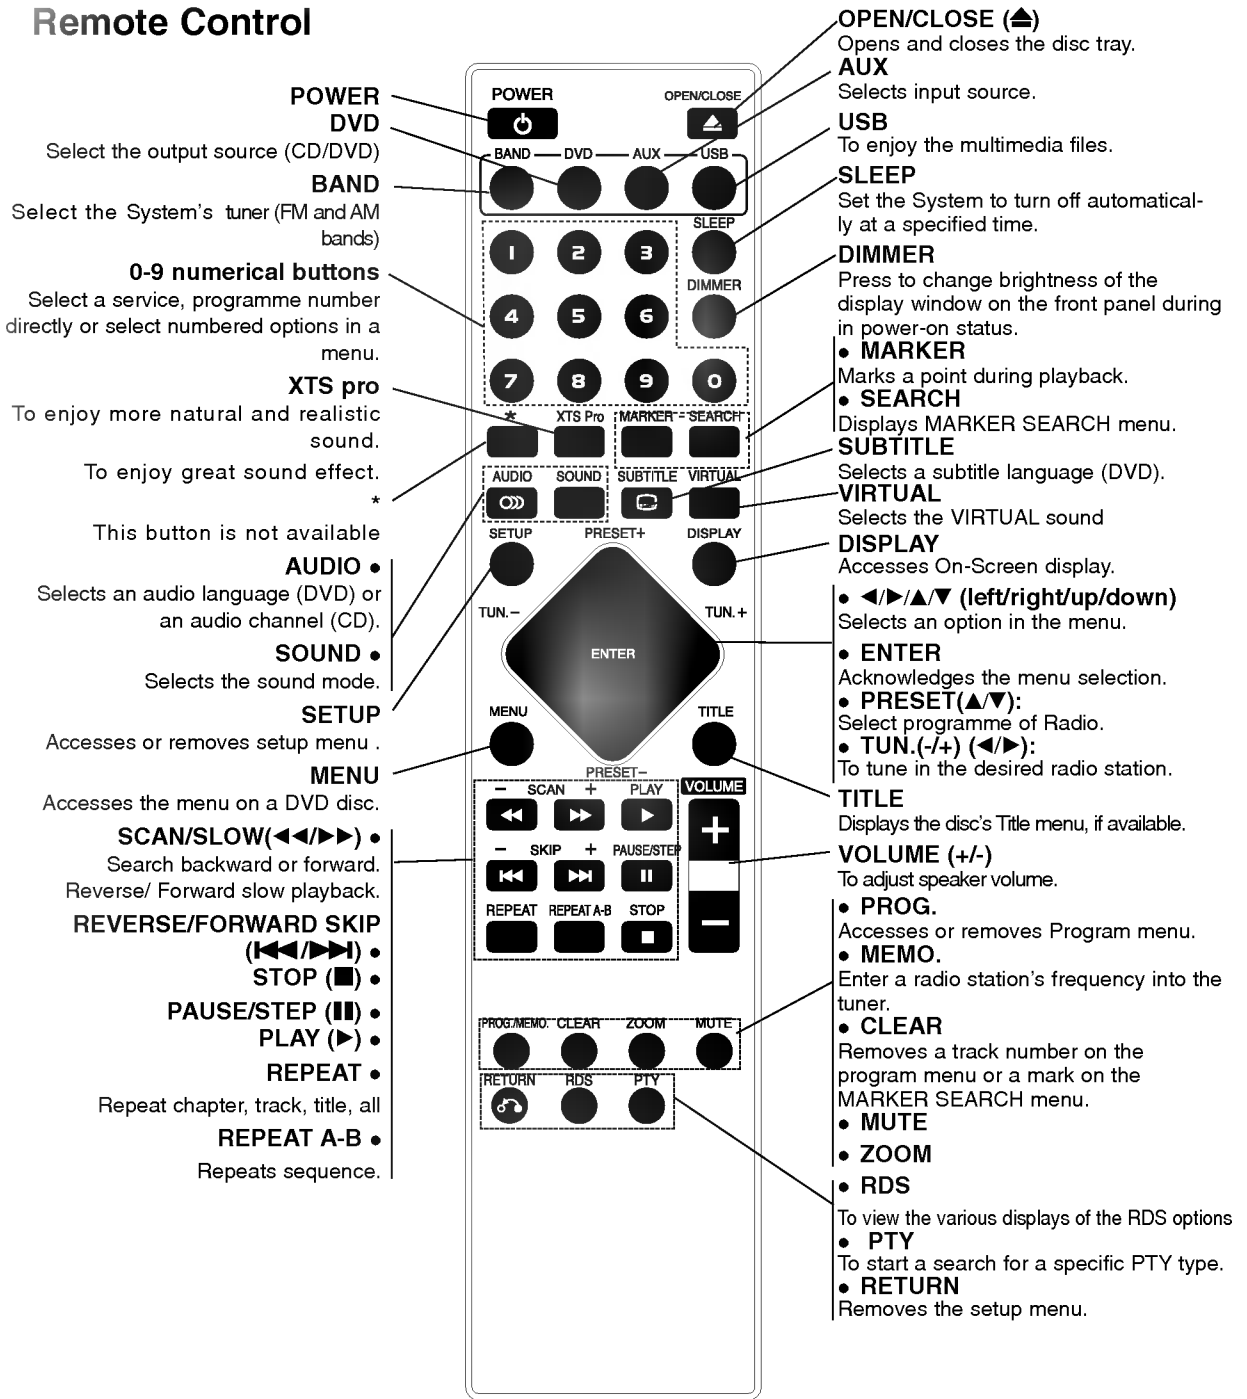 Remote Control
POWER
DVD
Select the output source (CD/DVD)
BAND
Select the System's tuner (FM and AM
bands)
0-9 numerical buttons
Select a service, programme number
directly or select numbered options in a
menu.
XTS pro
To enjoy more natural and realistic
sound.
To enjoy great sound effect.
*
This button is not available
AUDIO •
Selects an audio language (DVD) or
an audio channel (CD).
SOUND •
Selects the sound mode.
SETUP
Accesses or removes setup menu .
MENU
Accesses the menu on a DVD disc.
SCAN/SLOW(◀◀/▶▶) •
Search backward or forward.
Reverse/ Forward slow playback.
REVERSE/FORWARD SKIP
(I◀◀/▶▶I) •
STOP (■) •
PAUSE/STEP (II) •
PLAY (▶) •
REPEAT •
Repeat chapter, track, title, all
REPEAT A-B •
Repeats sequence.
POWER
OPEN/CLOSE
BAND DVD AUX USB
SLEEP
1 2 3
DIMMER
4 5 6
7 8 9 0
* XTS Pro MARKER - SEARCH
AUDIO SOUND SUBTITLE VIRTUAL
SETUP PRESET+ DISPLAY
TUN.– TUN.+
ENTER
MENU TITLE
PRESET–
– SCAN + PLAY VOLUME
+
– SKIP + PAUSE/STEP
REPEAT REPEAT A-B STOP
–
PROG./MEMO. CLEAR ZOOM MUTE
RETURN RDS PTY
OPEN/CLOSE (⏏)
Opens and closes the disc tray.
AUX
Selects input source.
USB
To enjoy the multimedia files.
SLEEP
Set the System to turn off automatical-
ly at a specified time.
DIMMER
Press to change brightness of the
display window on the front panel during
in power-on status.
• MARKER
Marks a point during playback.
• SEARCH
Displays MARKER SEARCH menu.
SUBTITLE
Selects a subtitle language (DVD).
VIRTUAL
Selects the VIRTUAL sound
DISPLAY
Accesses On-Screen display.
• ◀/▶/▲/▼ (left/right/up/down)
Selects an option in the menu.
• ENTER
Acknowledges the menu selection.
• PRESET(▲/▼):
Select programme of Radio.
• TUN.(-/+) (◀/▶):
To tune in the desired radio station.
TITLE
Displays the disc's Title menu, if available.
VOLUME (+/-)
To adjust speaker volume.
• PROG.
Accesses or removes Program menu.
• MEMO.
Enter a radio station's frequency into the
tuner.
• CLEAR
Removes a track number on the
program menu or a mark on the
MARKER SEARCH menu.
• MUTE
• ZOOM
• RDS
To view the various displays of the RDS options
• PTY
To start a search for a specific PTY type.
• RETURN
Removes the setup menu.